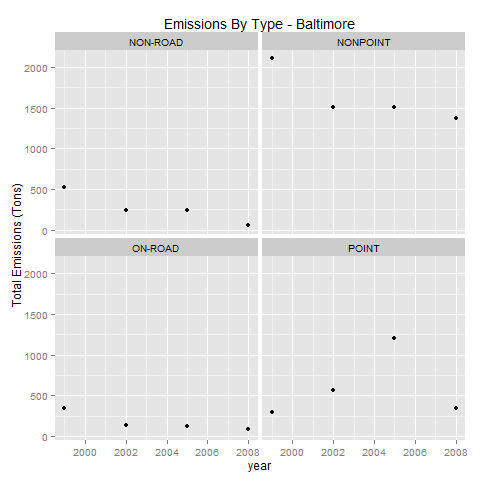 Emissions By Type - Baltimore
NON-ROAD NONPOINT
2000
1500
1000
500
0
ON-ROAD POINT
2000
1500
1000
500
0
2000 2002 2004 2006 2008 2000 2002 2004 2006 2008
year
Total Emissions (Tons)